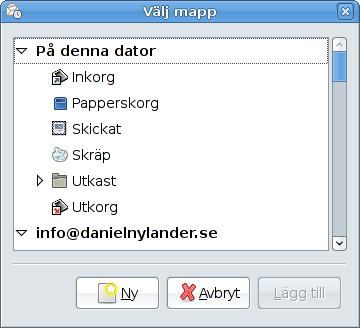 Välj mapp
På denna dator
Inkorg
Papperskorg
Skickat
Skräp
Utkast
Utkorg
info@danielnylander.se
Ny
Avbryt
Lägg till